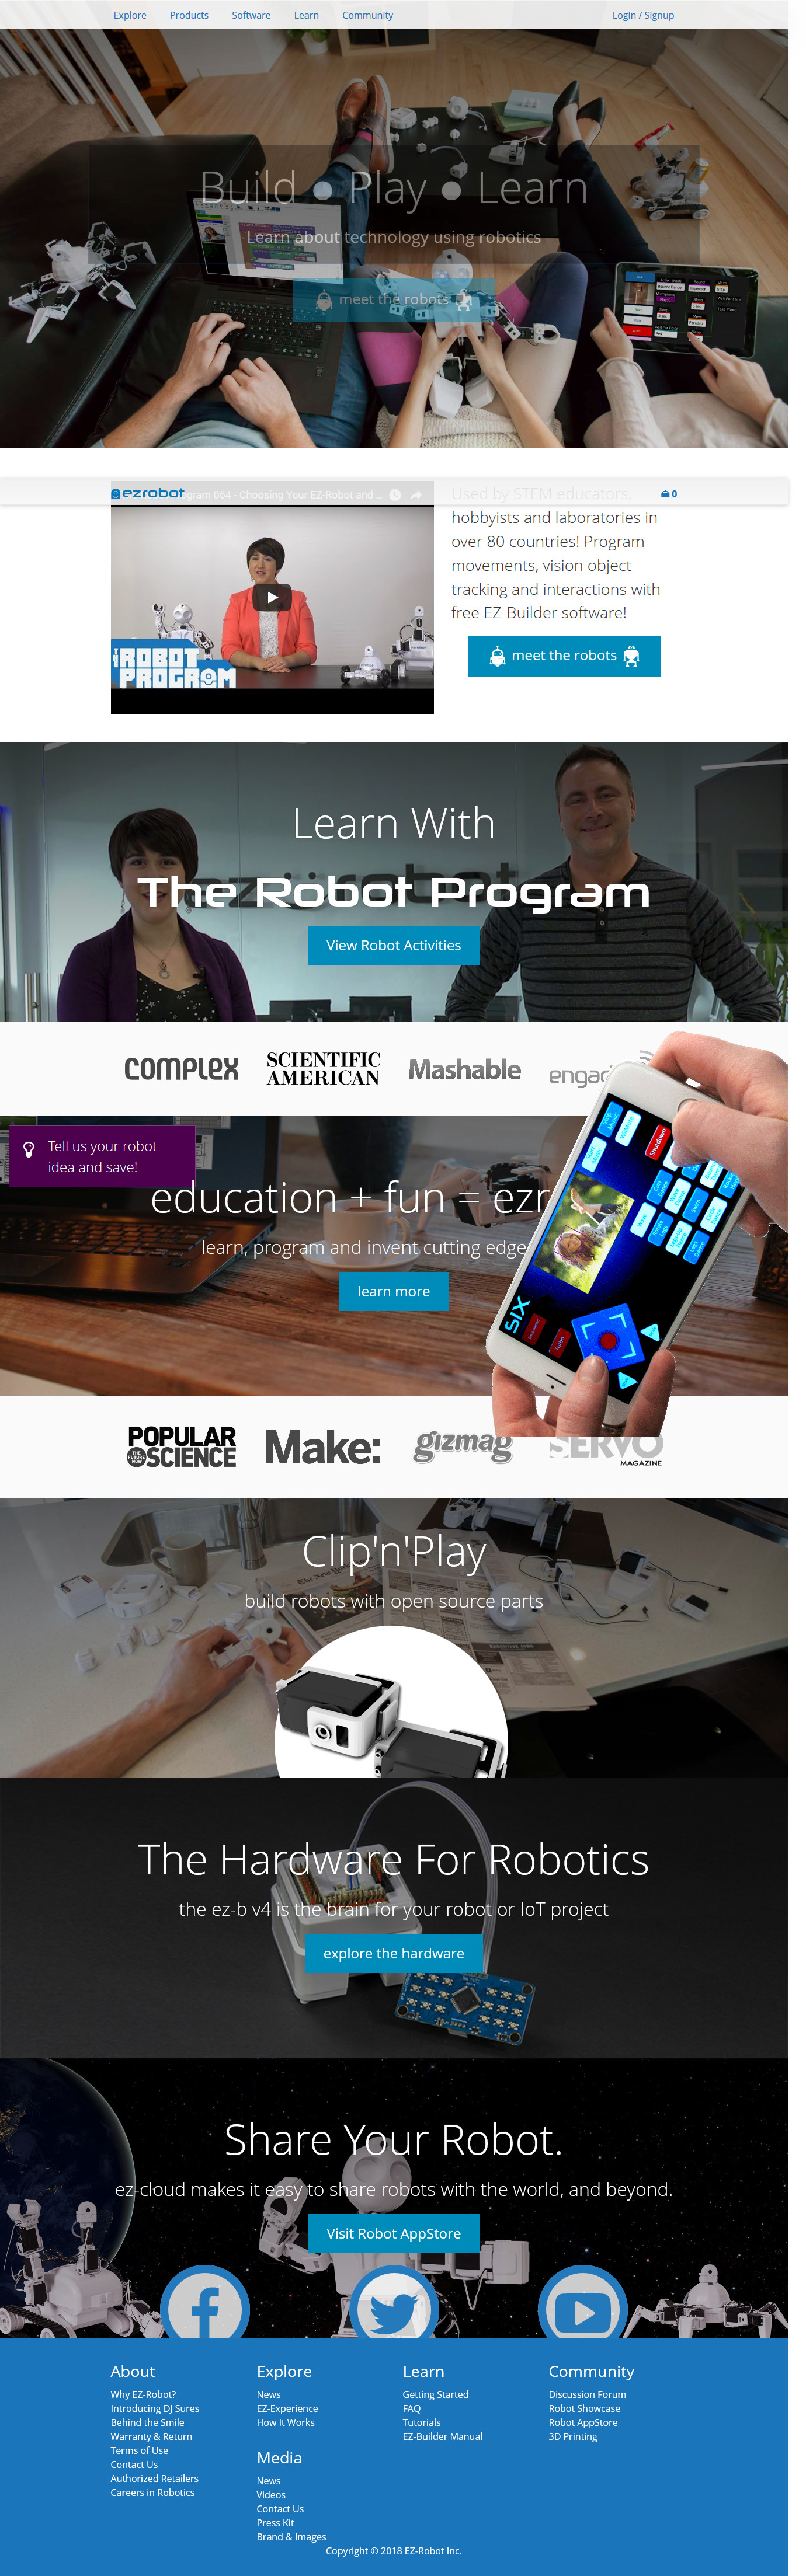 Explore Products Software Learn Community Login / Signup
Build ● Play ● Learn
Learn about technology using robotics
meet the robots
ezrobot
ogram 064 - Choosing Your EZ-Robot and ...
0
Used by STEM educators,
hobbyists and laboratories in
over 80 countries! Program
movements, vision object
tracking and interactions with
free EZ-Builder software!
THE
ROBOT
PROGRAM
meet the robots
Learn With
The Robot Program
View Robot Activities
COMPLEX
SCIENTIFIC
AMERICAN
Mashable
engad
Tell us your robot
idea and save!
education + fun = ezr
learn, program and invent cutting edge
learn more
Shutdown
SIX
Turbo
POPULAR
SCIENCE
THE
FUTURE
NOW
Make:
gizmag
SERVO
MAGAZINE
Clip'n'Play
build robots with open source parts
The Hardware For Robotics
the ez-b v4 is the brain for your robot or IoT project
explore the hardware
Share Your Robot.
ez-cloud makes it easy to share robots with the world, and beyond.
Visit Robot AppStore
About
Why EZ-Robot?
Introducing DJ Sures
Behind the Smile
Warranty & Return
Terms of Use
Contact Us
Authorized Retailers
Careers in Robotics
Explore
News
EZ-Experience
How It Works
Media
News
Videos
Contact Us
Press Kit
Brand & Images
Learn
Getting Started
FAQ
Tutorials
EZ-Builder Manual
Community
Discussion Forum
Robot Showcase
Robot AppStore
3D Printing
Copyright © 2018 EZ-Robot Inc.